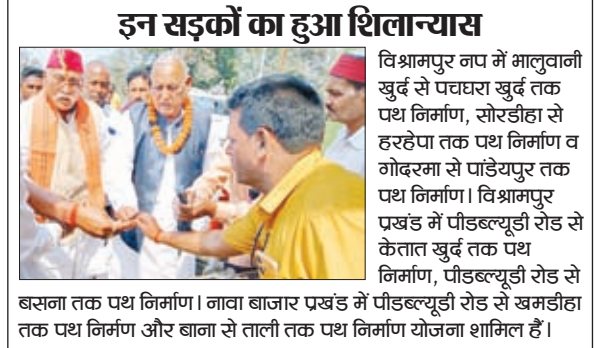 इन सड़कों का हुआ शिलान्यास
विश्रामपुर नप में भालुवानी
खुर्द से पचघरा खुर्द तक
पथ निर्माण, सोरडीहा से
हरहेपा तक पथ निर्माण व
गोदरमा से पांडेयपुर तक
पथ निर्माण। विश्रामपुर
प्रखंड में पीडब्ल्यूडी रोड से
केतात खुर्द तक पथ
निर्माण, पीडब्ल्यूडी रोड से
बसना तक पथ निर्माण। नावा बाजार प्रखंड में पीडब्ल्यूडी रोड से खमडीहा
तक पथ निर्मण और बाना से ताली तक पथ निर्माण योजना शामिल हैं।